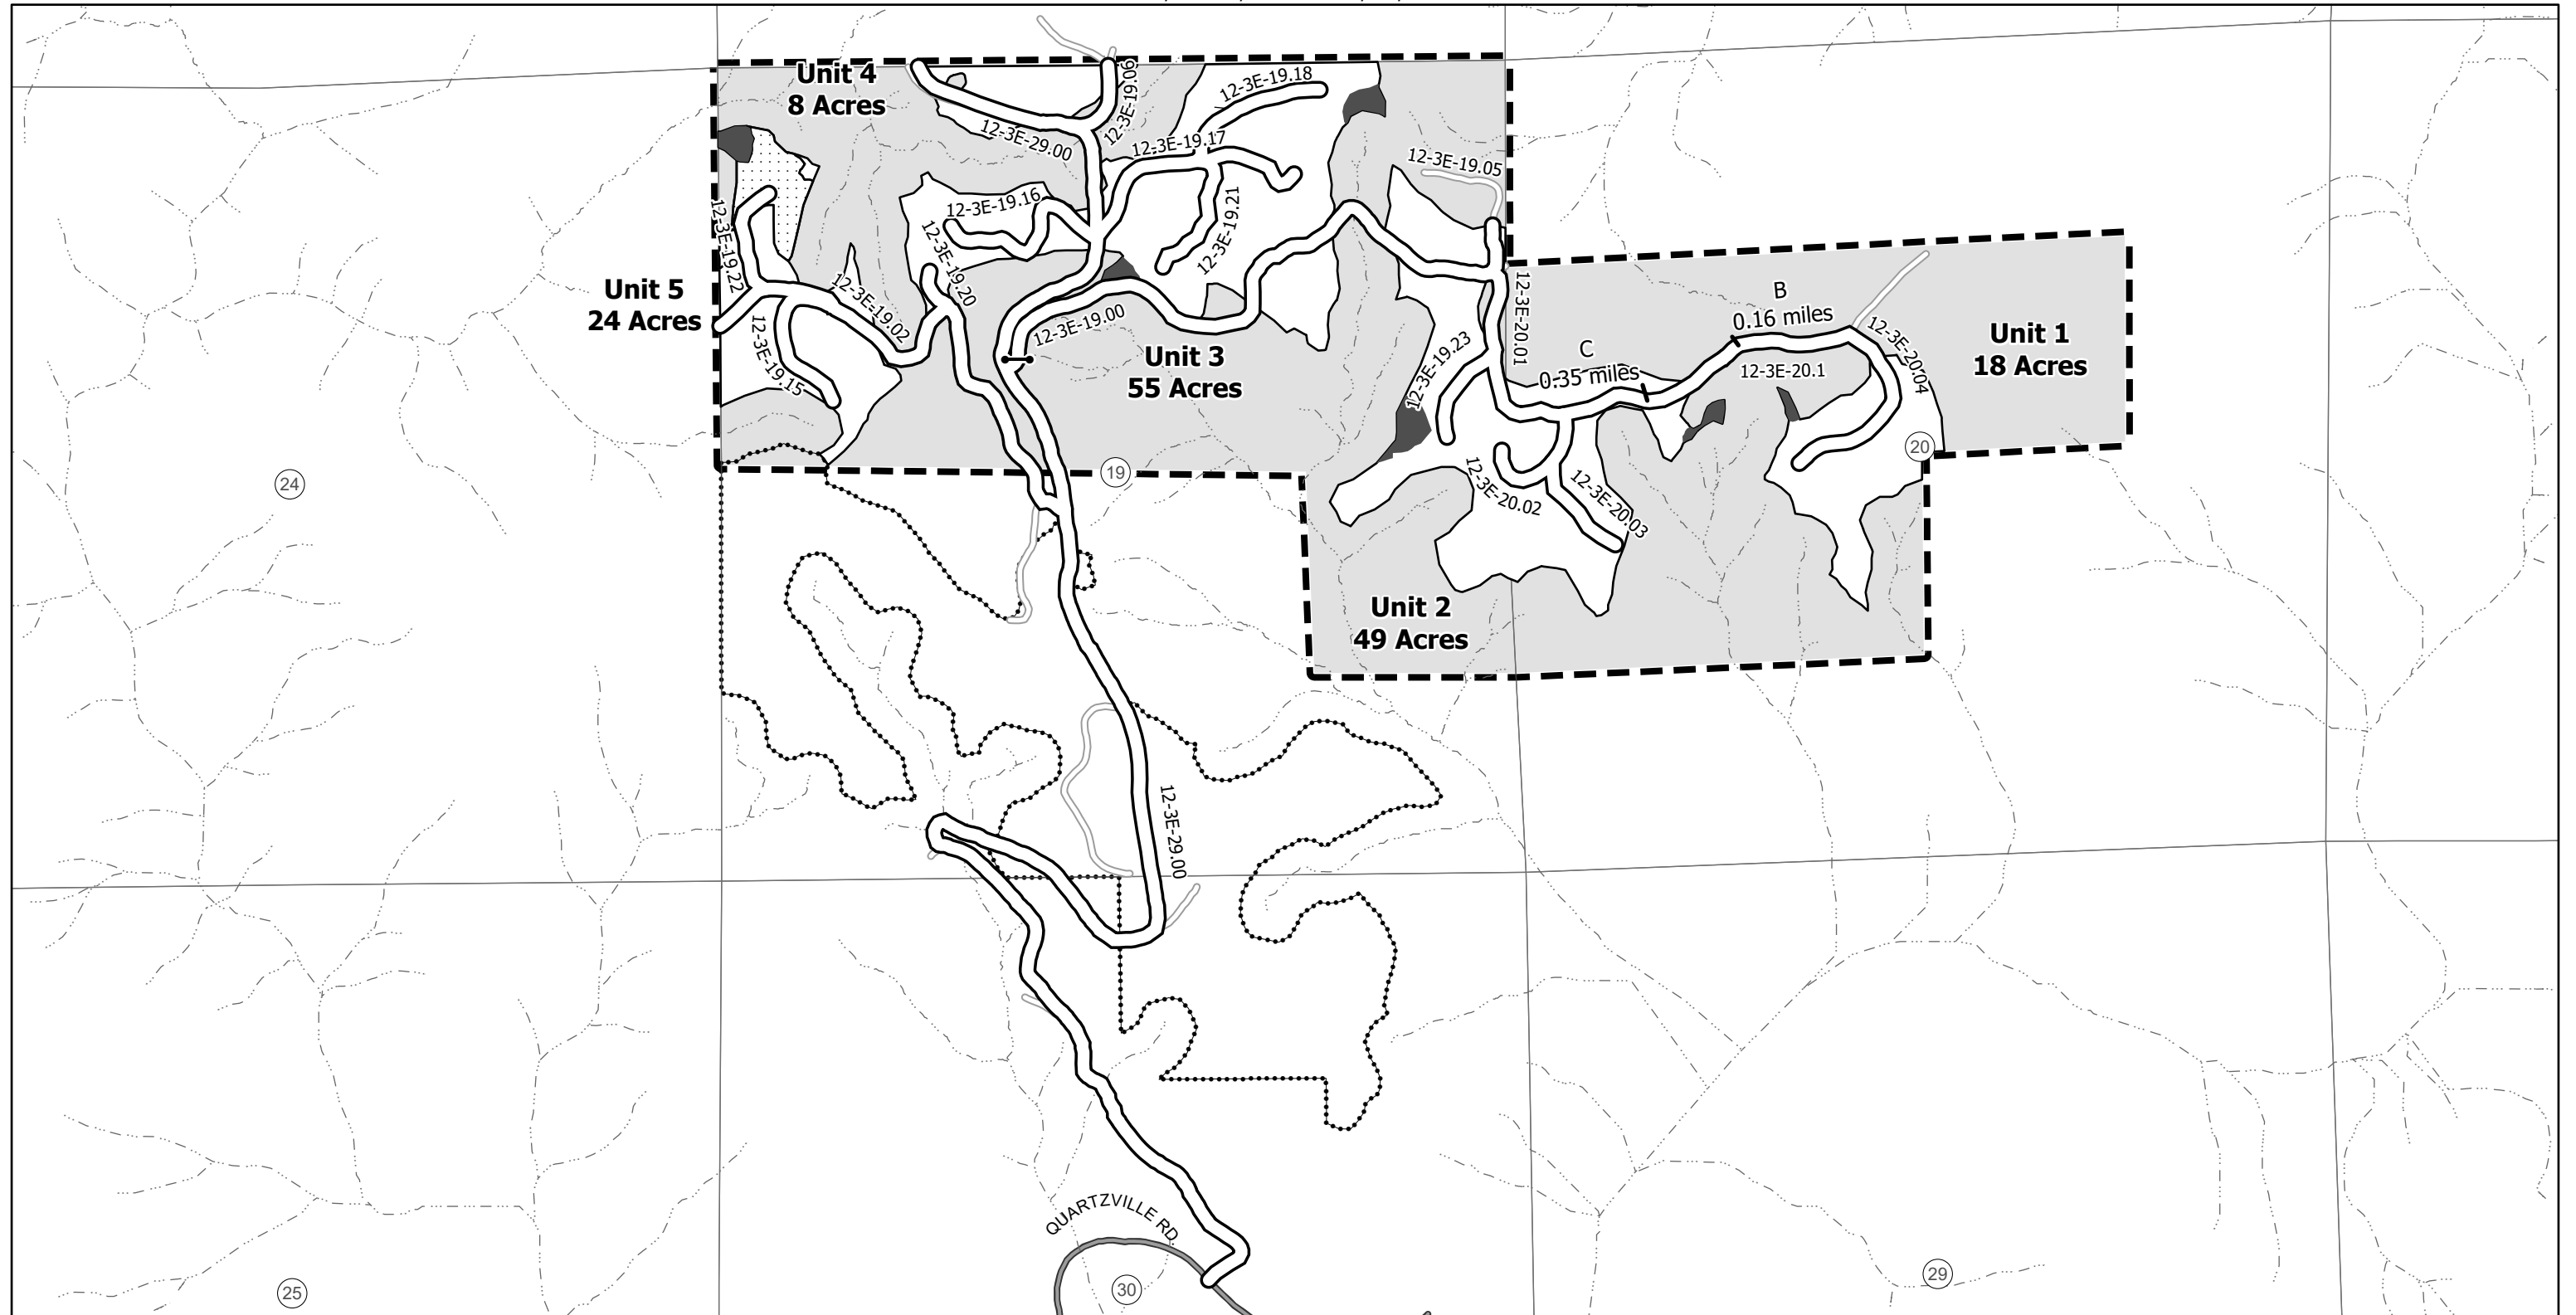 Unit 4
8 Acres
12-3E-29.00
12-3E-19.06
12-3E-19.18
12-3E-19.17
12-3E-19.05
12-3E-19.16
12-3E-19.21
12-3E-19.22
12-3E-19.20
12-3E-19.02
Unit 5
24 Acres
12-3E-19.15
12-3E-19.00
Unit 3
55 Acres
12-3E-19.23
12-3E-20.01
B
0.16 miles
C
0.35 miles
12-3E-20.1
12-3E-20.04
Unit 1
18 Acres
20
19
24
12-3E-20.02
12-3E-20.03
Unit 2
49 Acres
12-3E-29.00
QUARTZVILLE RD.
25
30
29